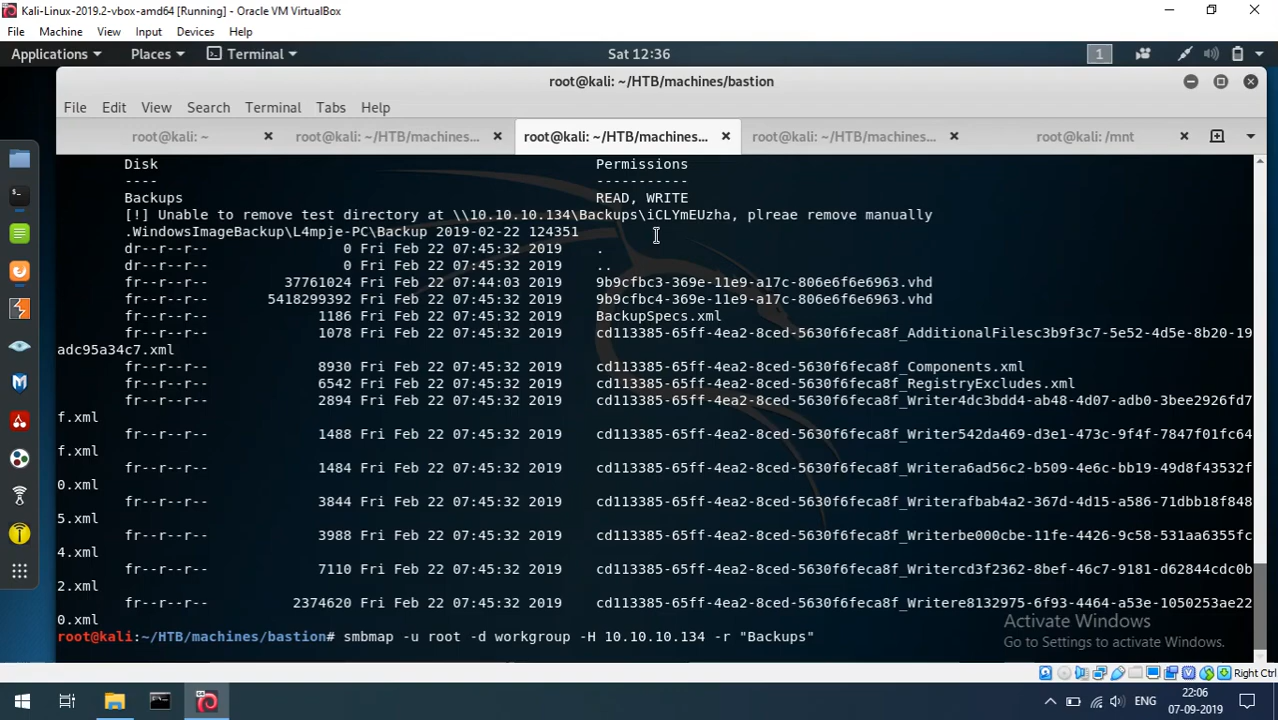 Kali-Linux-2019.2-vbox-amd64 [Running] - Oracle VM VirtualBox
File Machine View Input Devices Help
Applications Places Terminal Sat 12:36 1
root@kali: ~/HTB/machines/bastion
File Edit View Search Terminal Tabs Help
root@kali: ~ root@kali: ~/HTB/machines... root@kali: ~/HTB/machines... root@kali: ~/HTB/machines... root@kali: /mnt
Disk Permissions
---- -----------
Backups READ, WRITE
[!] Unable to remove test directory at \\10.10.10.134\Backups\iCLYmEUzha, plreae remove manually
.WindowsImageBackup\L4mpje-PC\Backup 2019-02-22 124351
dr--r--r-- 0 Fri Feb 22 07:45:32 2019 .
dr--r--r-- 0 Fri Feb 22 07:45:32 2019 ..
fr--r--r-- 37761024 Fri Feb 22 07:44:03 2019 9b9cfbc3-369e-11e9-a17c-806e6f6e6963.vhd
fr--r--r-- 5418299392 Fri Feb 22 07:45:32 2019 9b9cfbc4-369e-11e9-a17c-806e6f6e6963.vhd
fr--r--r-- 1186 Fri Feb 22 07:45:32 2019 BackupSpecs.xml
fr--r--r-- 1078 Fri Feb 22 07:45:32 2019 cd113385-65ff-4ea2-8ced-5630f6feca8f_AdditionalFilesc3b9f3c7-5e52-4d5e-8b20-19
adc95a34c7.xml
fr--r--r-- 8930 Fri Feb 22 07:45:32 2019 cd113385-65ff-4ea2-8ced-5630f6feca8f_Components.xml
fr--r--r-- 6542 Fri Feb 22 07:45:32 2019 cd113385-65ff-4ea2-8ced-5630f6feca8f_RegistryExcludes.xml
fr--r--r-- 2894 Fri Feb 22 07:45:32 2019 cd113385-65ff-4ea2-8ced-5630f6feca8f_Writer4dc3bdd4-ab48-4d07-adb0-3bee2926fd7
f.xml
fr--r--r-- 1488 Fri Feb 22 07:45:32 2019 cd113385-65ff-4ea2-8ced-5630f6feca8f_Writer542da469-d3e1-473c-9f4f-7847f01fc64
f.xml
fr--r--r-- 1484 Fri Feb 22 07:45:32 2019 cd113385-65ff-4ea2-8ced-5630f6feca8f_Writera6ad56c2-b509-4e6c-bb19-49d8f43532f
0.xml
fr--r--r-- 3844 Fri Feb 22 07:45:32 2019 cd113385-65ff-4ea2-8ced-5630f6feca8f_Writerafbab4a2-367d-4d15-a586-71dbb18f848
5.xml
fr--r--r-- 3988 Fri Feb 22 07:45:32 2019 cd113385-65ff-4ea2-8ced-5630f6feca8f_Writerbe000cbe-11fe-4426-9c58-531aa6355fc
4.xml
fr--r--r-- 7110 Fri Feb 22 07:45:32 2019 cd113385-65ff-4ea2-8ced-5630f6feca8f_Writercd3f2362-8bef-46c7-9181-d62844cdc0b
2.xml
fr--r--r-- 2374620 Fri Feb 22 07:45:32 2019 cd113385-65ff-4ea2-8ced-5630f6feca8f_Writere8132975-6f93-4464-a53e-1050253ae22
0.xml
root@kali:~/HTB/machines/bastion# smbmap -u root -d workgroup -H 10.10.10.134 -r "Backups"
Activate Windows
Go to Settings to activate Windows.
Right Ctrl
ENG 22:06
07-09-2019